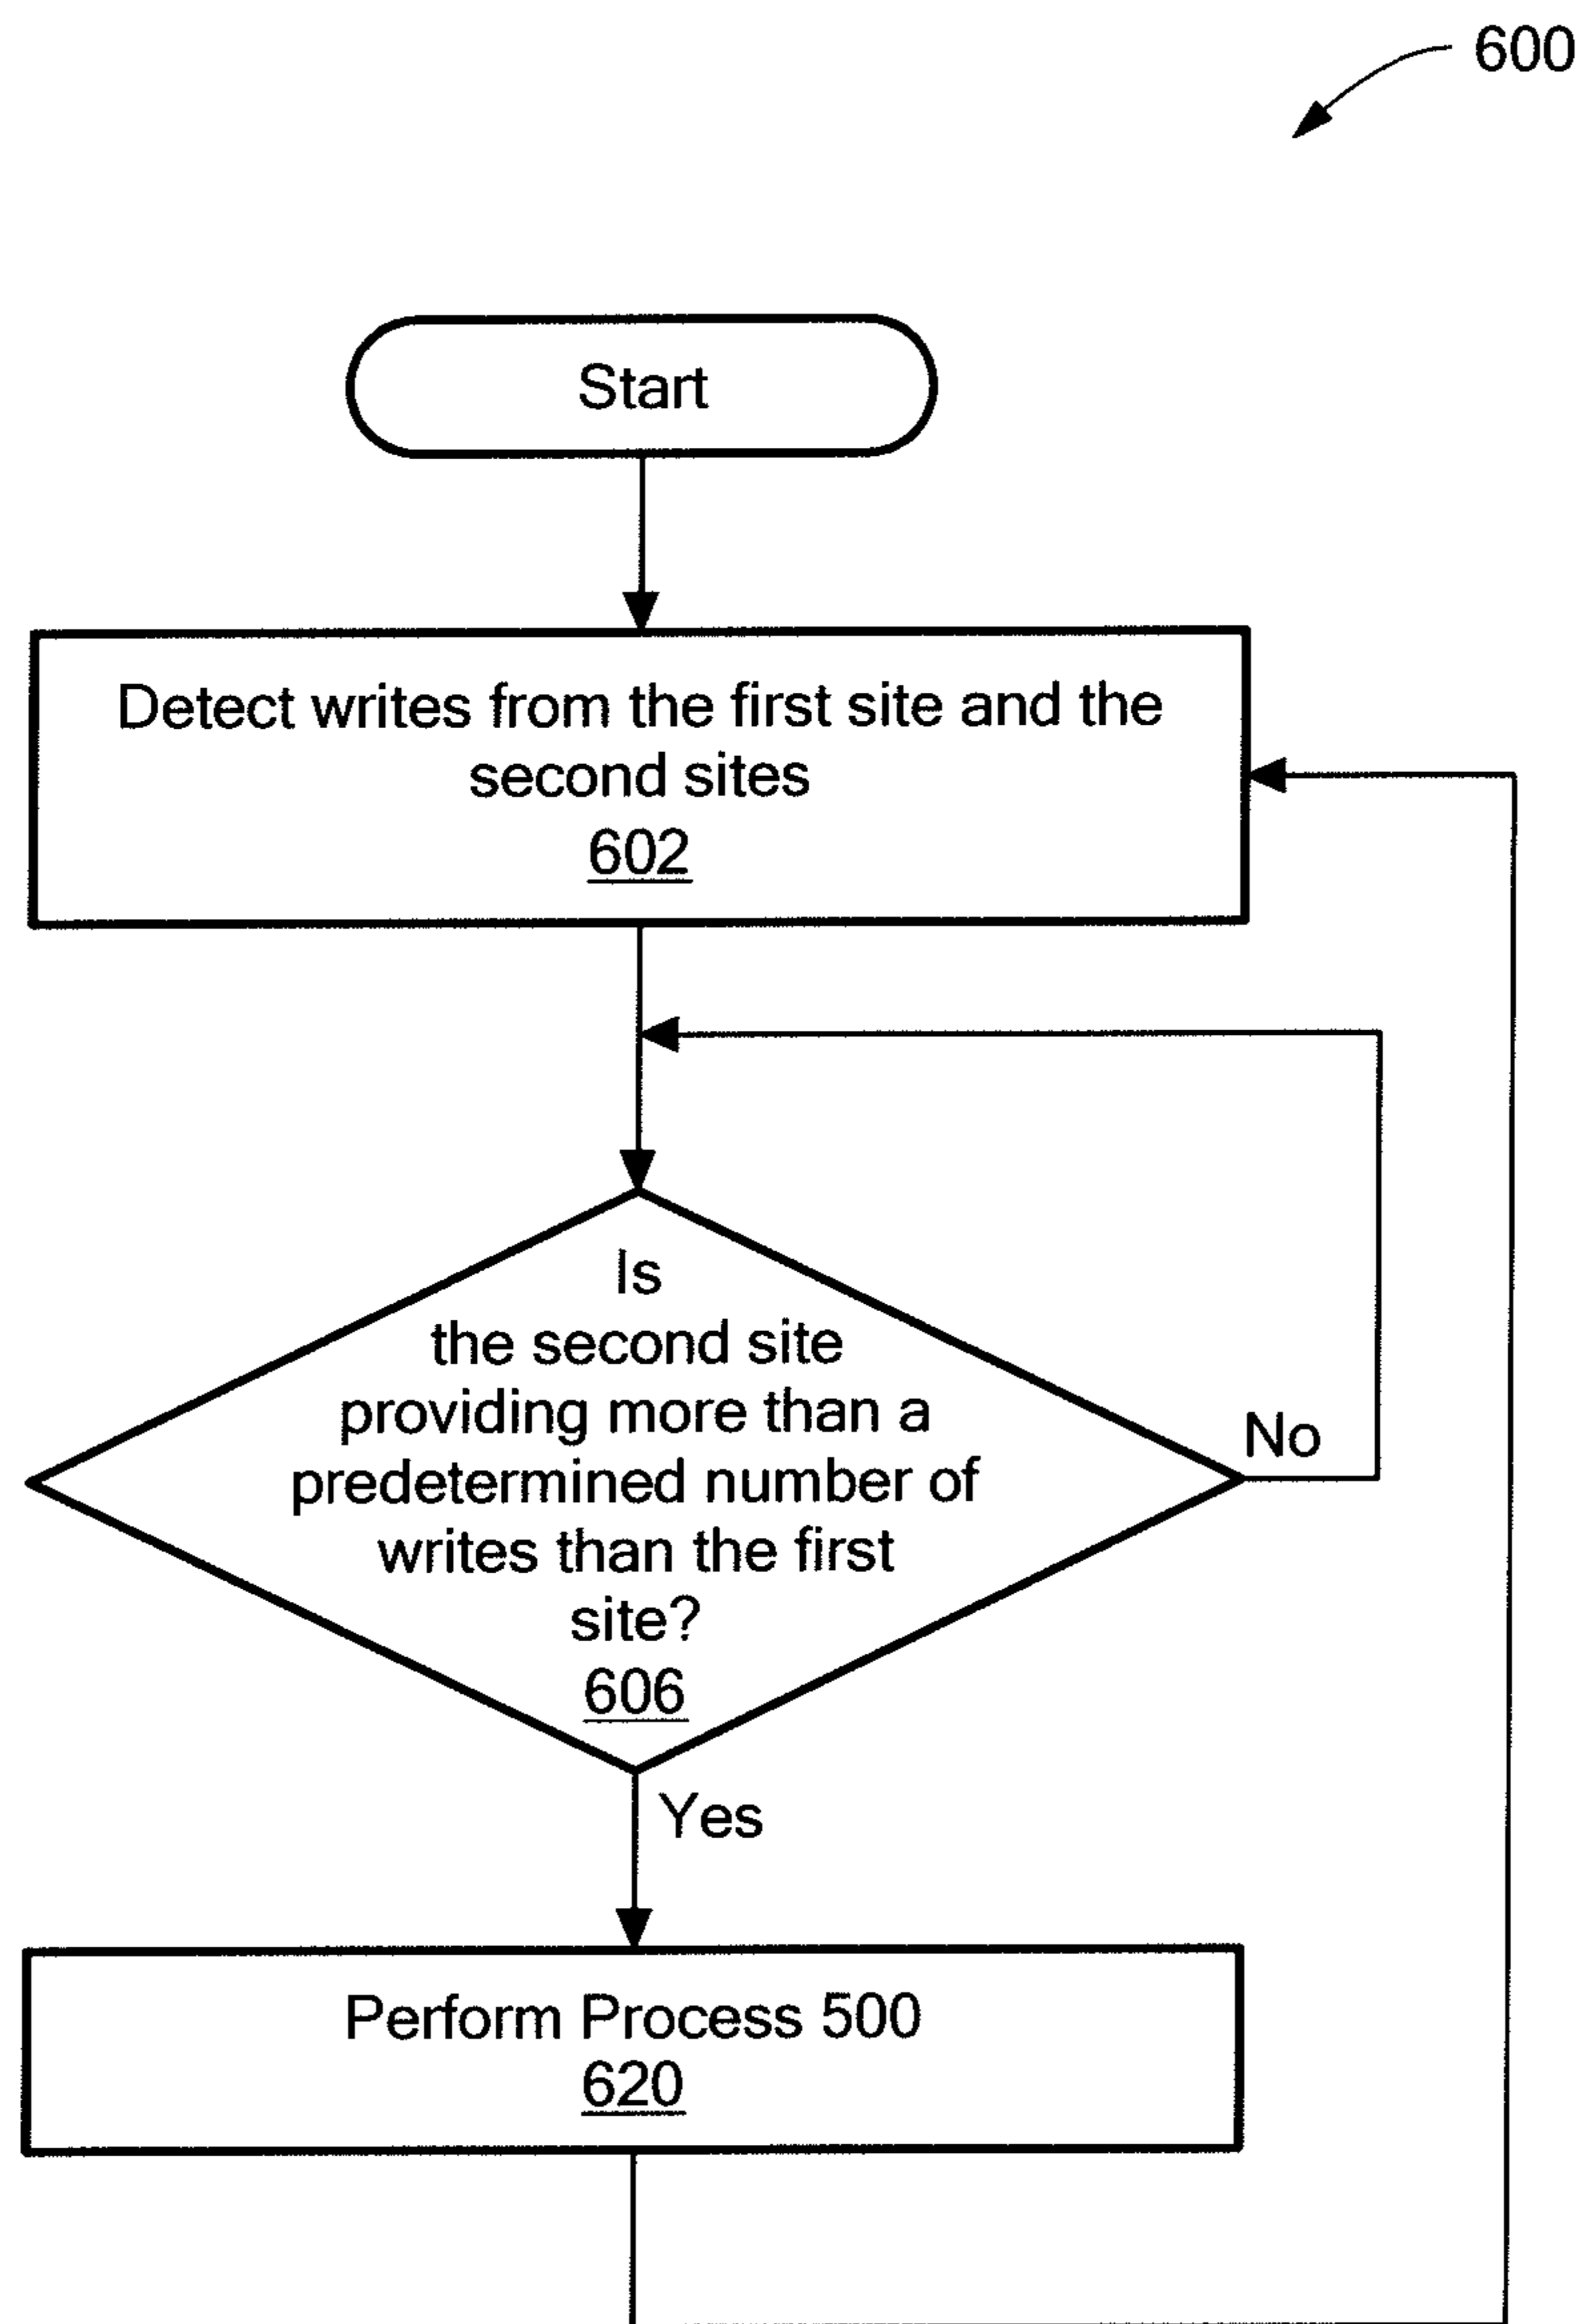 600
Start
Detect writes from the first site and the
second sites
602
Is
the second site
providing more than a
predetermined number of
writes than the first
site?
606
No
Yes
Perform Process 500
620